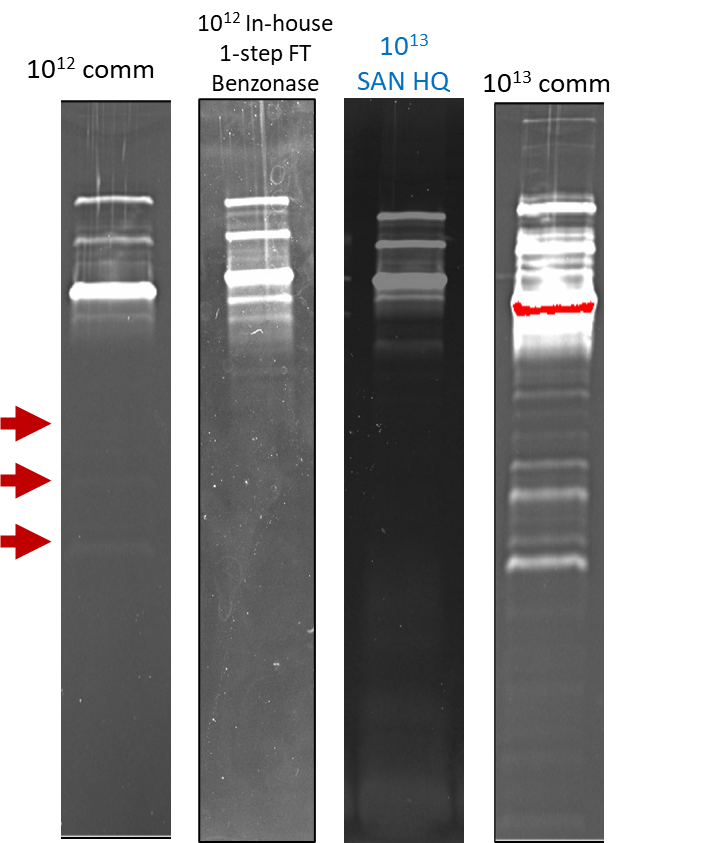 10¹² comm
10¹² In-house
1-step FT
Benzonase
10¹³
SAN HQ
10¹³ comm